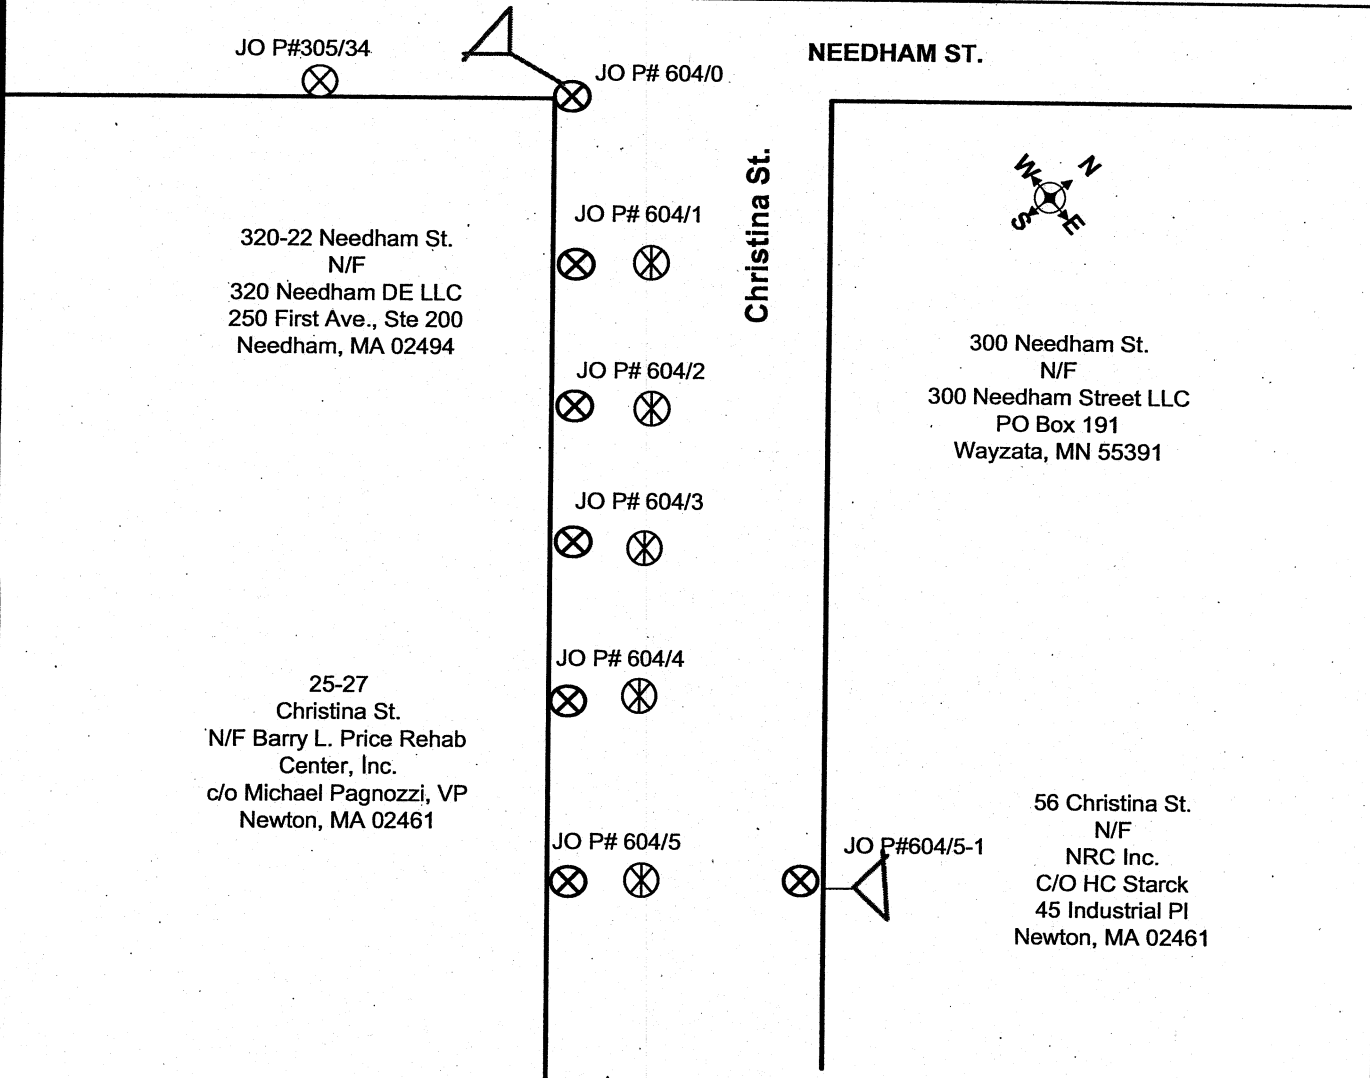 JO P#305/34
JO P# 604/0
NEEDHAM ST.
Christina St.
W N
S E
JO P# 604/1
320-22 Needham St.
N/F
320 Needham DE LLC
250 First Ave., Ste 200
Needham, MA 02494
300 Needham St.
N/F
300 Needham Street LLC
PO Box 191
Wayzata, MN 55391
JO P# 604/2
JO P# 604/3
JO P# 604/4
25-27
Christina St.
N/F Barry L. Price Rehab
Center, Inc.
c/o Michael Pagnozzi, VP
Newton, MA 02461
JO P# 604/5
JO P#604/5-1
56 Christina St.
N/F
NRC Inc.
C/O HC Starck
45 Industrial Pl
Newton, MA 02461